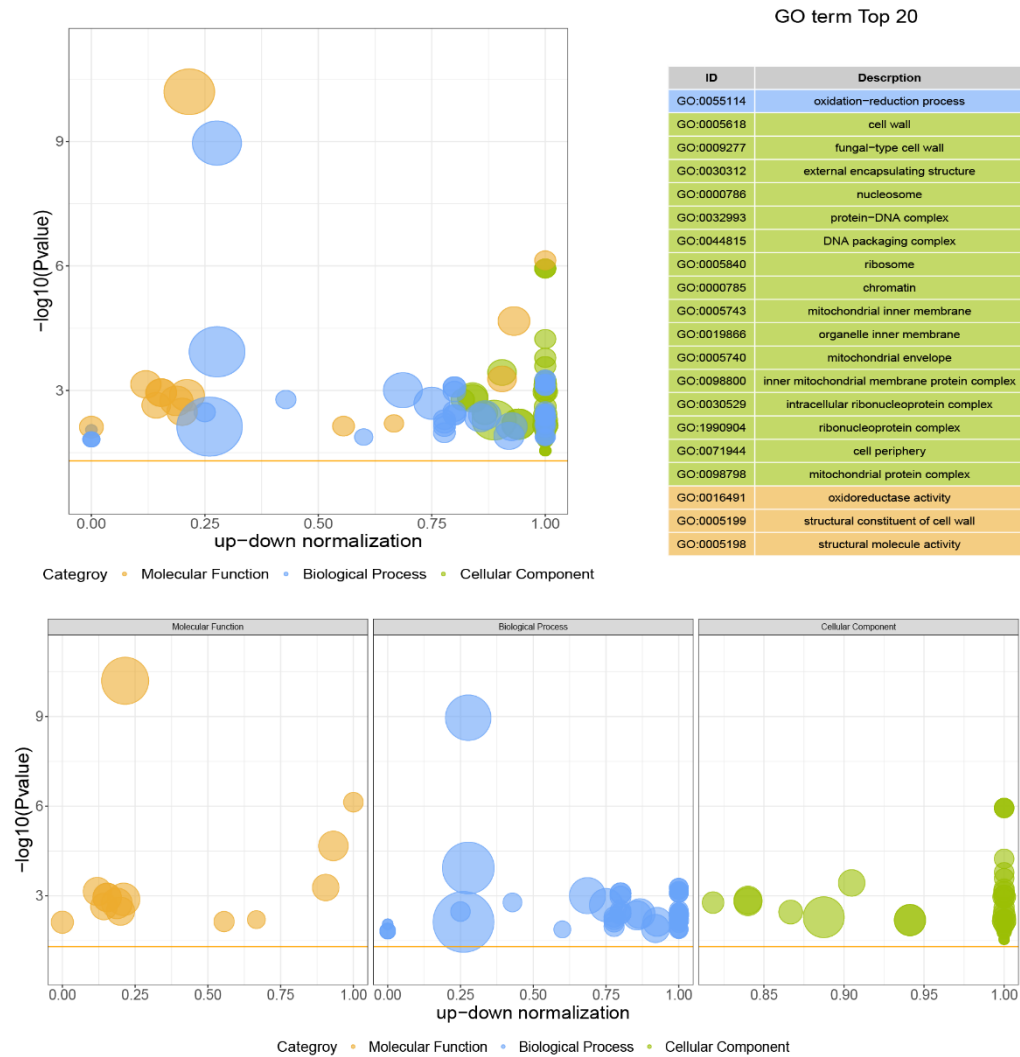 GO term Top 20
ID Descrption
GO:0055114 oxidation−reduction process
GO:0005618 cell wall
GO:0009277 fungal−type cell wall
GO:0030312 external encapsulating structure
GO:0000786 nucleosome
GO:0032993 protein−DNA complex
GO:0044815 DNA packaging complex
GO:0005840 ribosome
GO:0000785 chromatin
GO:0005743 mitochondrial inner membrane
GO:0019866 organelle inner membrane
GO:0005740 mitochondrial envelope
GO:0098800 inner mitochondrial membrane protein complex
GO:0030529 intracellular ribonucleoprotein complex
GO:1990904 ribonucleoprotein complex
GO:0071944 cell periphery
GO:0098798 mitochondrial protein complex
GO:0016491 oxidoreductase activity
GO:0005199 structural constituent of cell wall
GO:0005198 structural molecule activity
−log10(Pvalue)
9
6
3
0.00 0.25 0.50 0.75 1.00
up−down normalization
Categroy Molecular Function Biological Process Cellular Component
Molecular Function Biological Process Cellular Component
−log10(Pvalue)
9
6
3
0.00 0.25 0.50 0.75 1.00 0.00 0.25 0.50 0.75 1.00 0.85 0.90 0.95 1.00
up−down normalization
Categroy Molecular Function Biological Process Cellular Component